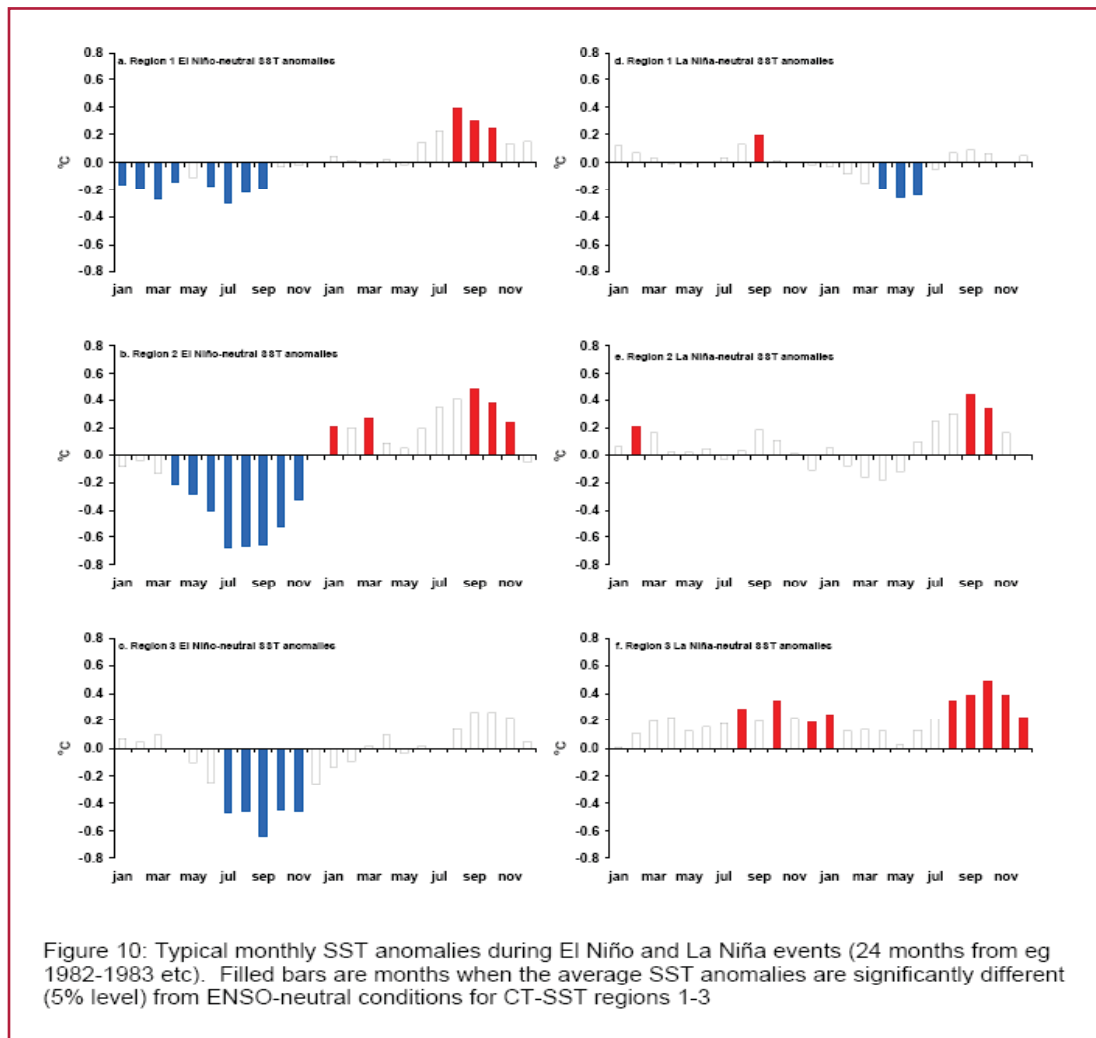 a. Region 1 El Niño-neutral SST anomalies
0.8
0.6
0.4
0.2
0.0
-0.2
-0.4
-0.6
-0.8
°C
jan mar may jul sep nov jan mar may jul sep nov
d. Region 1 La Niña-neutral SST anomalies
0.8
0.6
0.4
0.2
0.0
-0.2
-0.4
-0.6
-0.8
°C
jan mar may jul sep nov jan mar may jul sep nov
b. Region 2 El Niño-neutral SST anomalies
0.8
0.6
0.4
0.2
0.0
-0.2
-0.4
-0.6
-0.8
°C
jan mar may jul sep nov jan mar may jul sep nov
e. Region 2 La Niña-neutral SST anomalies
0.8
0.6
0.4
0.2
0.0
-0.2
-0.4
-0.6
-0.8
°C
jan mar may jul sep nov jan mar may jul sep nov
c. Region 3 El Niño-neutral SST anomalies
0.8
0.6
0.4
0.2
0.0
-0.2
-0.4
-0.6
-0.8
°C
jan mar may jul sep nov jan mar may jul sep nov
f. Region 3 La Niña-neutral SST anomalies
0.8
0.6
0.4
0.2
0.0
-0.2
-0.4
-0.6
-0.8
°C
jan mar may jul sep nov jan mar may jul sep nov
Figure 10: Typical monthly SST anomalies during El Niño and La Niña events (24 months from eg
1982-1983 etc). Filled bars are months when the average SST anomalies are significantly different
(5% level) from ENSO-neutral conditions for CT-SST regions 1-3